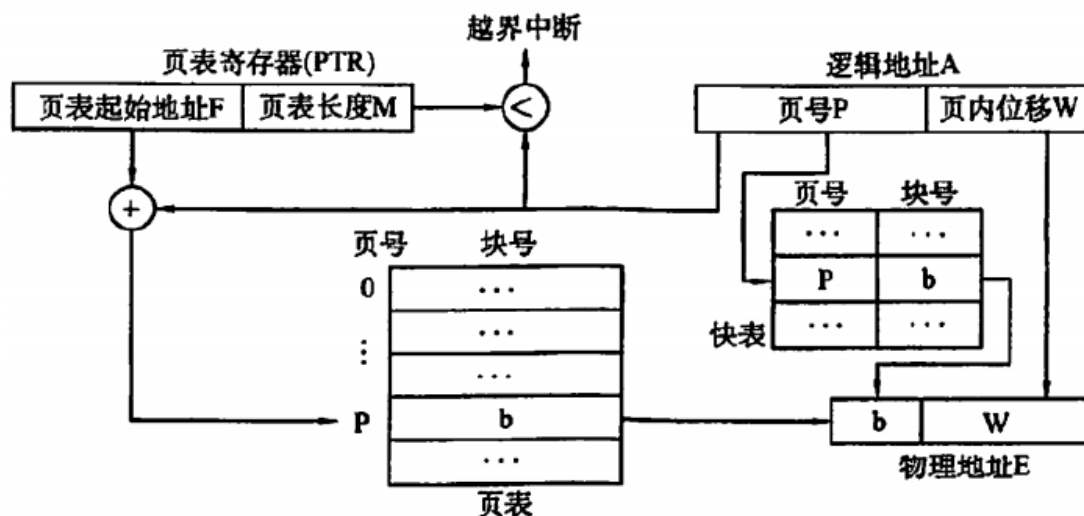 越界中断
页表寄存器(PTR)
逻辑地址A
页表起始地址F 页表长度M
<
页号P 页内位移W
+
页号 块号
... ...
P b
... ...
快表
页号 块号
0 ...
⋮ ...
...
P b
...
页表
b W
物理地址E